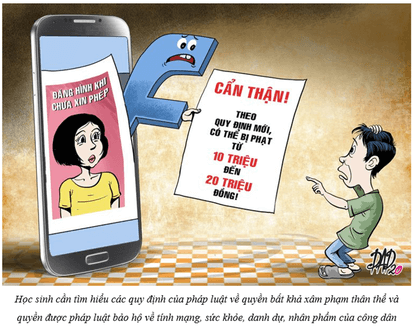 ĐĂNG HÌNH KHI
CHƯA XIN PHÉP
CẨN THẬN!
THEO
QUY ĐỊNH MỚI,
CÓ THỂ BỊ PHẠT
TỪ
10 TRIỆU
ĐẾN
20 TRIỆU
ĐỒNG!
DAD
Học sinh cần tìm hiểu các quy định của pháp luật về quyền bất khả xâm phạm thân thể và
quyền được pháp luật bảo hộ về tính mạng, sức khỏe, danh dự, nhân phẩm của công dân